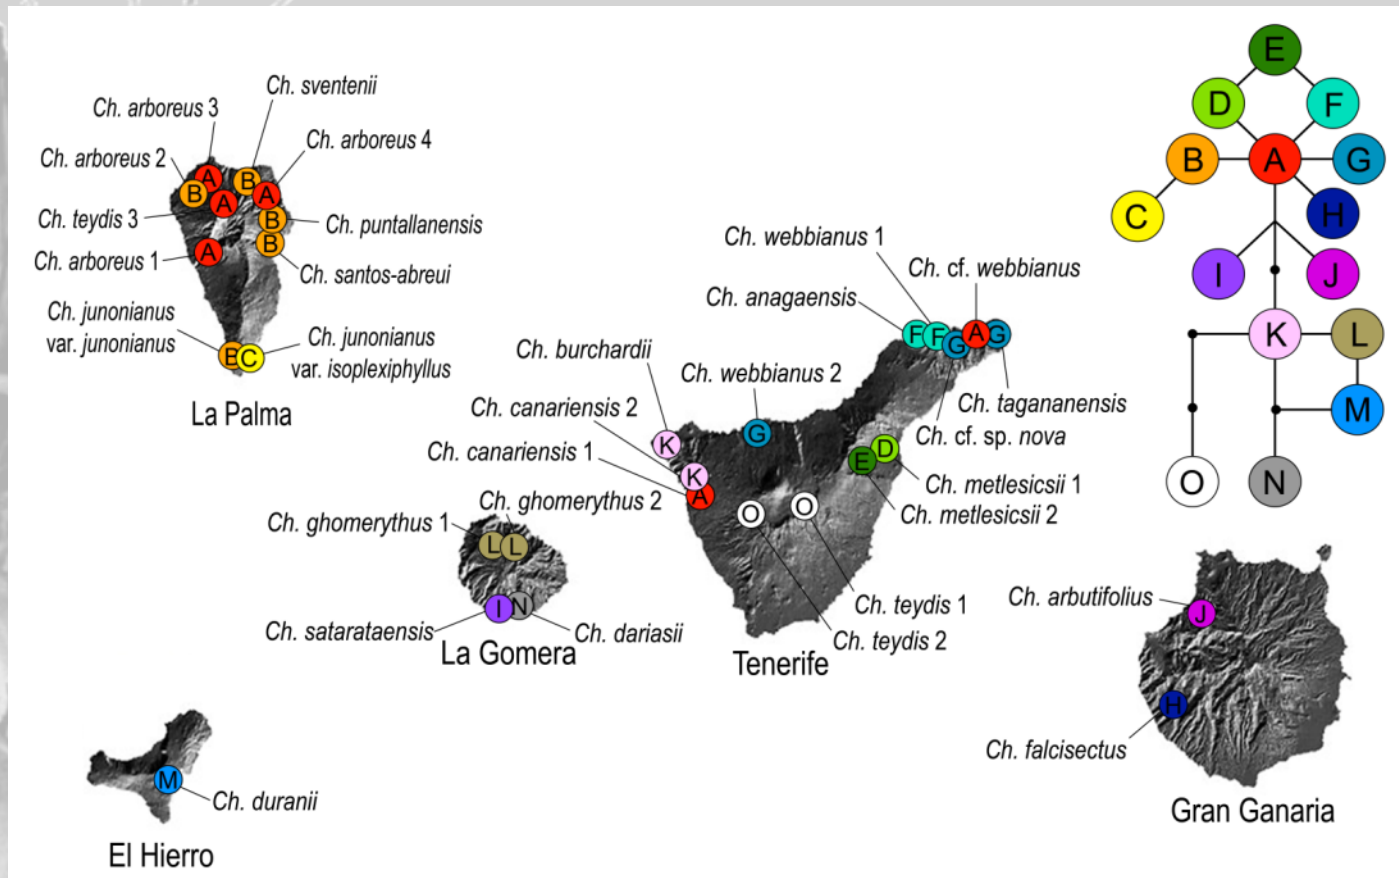 Ch. sventenii
Ch. arboreus 3
Ch. arboreus 4
Ch. arboreus 2
A
B
B
A
A
Ch. teydis 3
B
Ch. puntallanensis
B
Ch. arboreus 1
A
Ch. santos-abreui
Ch. junonianus
var. junonianus
B
C
Ch. junonianus
var. isoplexiphyllus
La Palma
Ch. webbianus 1
Ch. cf. webbianus
Ch. anagaensis
F
F
G
A
G
Ch. burchardii
Ch. webbianus 2
Ch. canariensis 2
Ch. tagananensis
Ch. cf. sp. nova
G
K
Ch. canariensis 1
K
A
E
D
Ch. metlesicsii 1
Ch. metlesicsii 2
O
O
Ch. teydis 1
Ch. teydis 2
Tenerife
Ch. ghomerythus 2
Ch. ghomerythus 1
L
L
I
N
Ch. satarataensis
Ch. dariasii
La Gomera
M
Ch. duranii
El Hierro
E
D
F
B
A
G
C
H
I
J
K
L
M
O
N
Ch. arbutifolius
J
H
Ch. falcisectus
Gran Ganaria